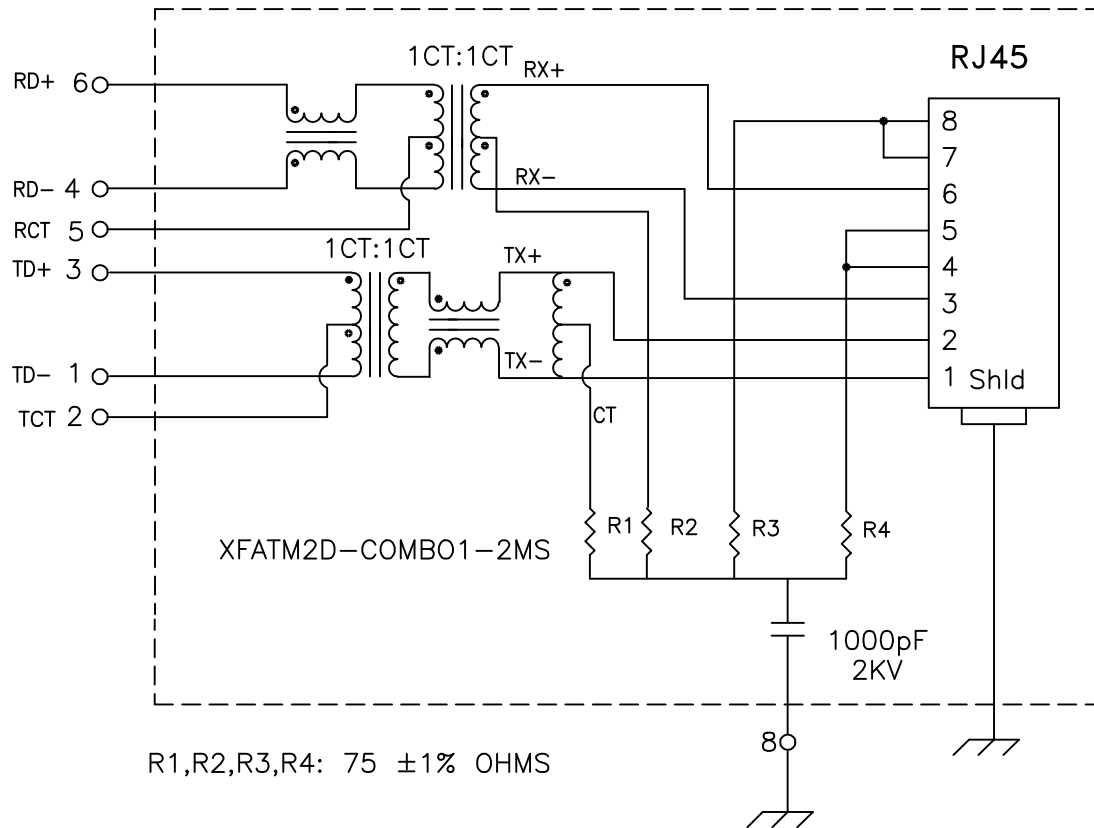 1CT:1CT
RJ45
RD+ 6
RX+
8
7
RX-
6
RD- 4
RCT 5
5
1CT:1CT
TD+ 3
TX+
4
3
2
TX-
TD- 1
1 Shld
TCT 2
CT
R1
R2
R3
R4
XFATM2D-COMBO1-2MS
1000pF
2KV
8
R1,R2,R3,R4: 75 ±1% OHMS